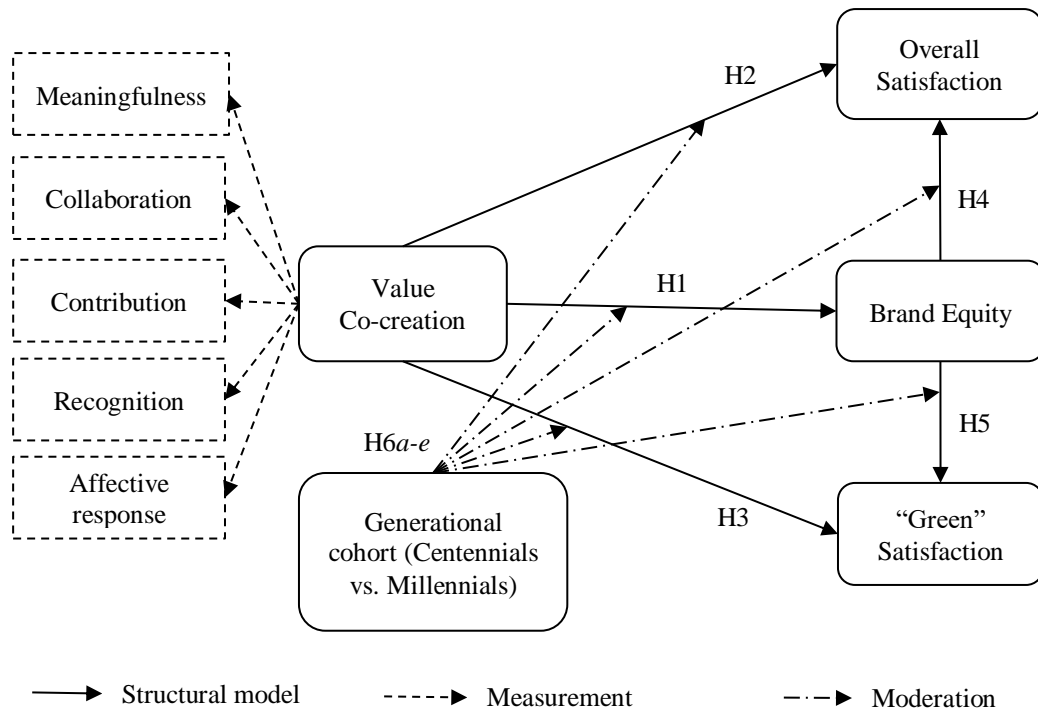 Meaningfulness
Collaboration
Contribution
Recognition
Affective
response
Value
Co-creation
H6a-e
Generational
cohort (Centennials
vs. Millennials)
H2
H1
H3
Overall
Satisfaction
H4
Brand Equity
H5
“Green”
Satisfaction
Structural model
Measurement
Moderation